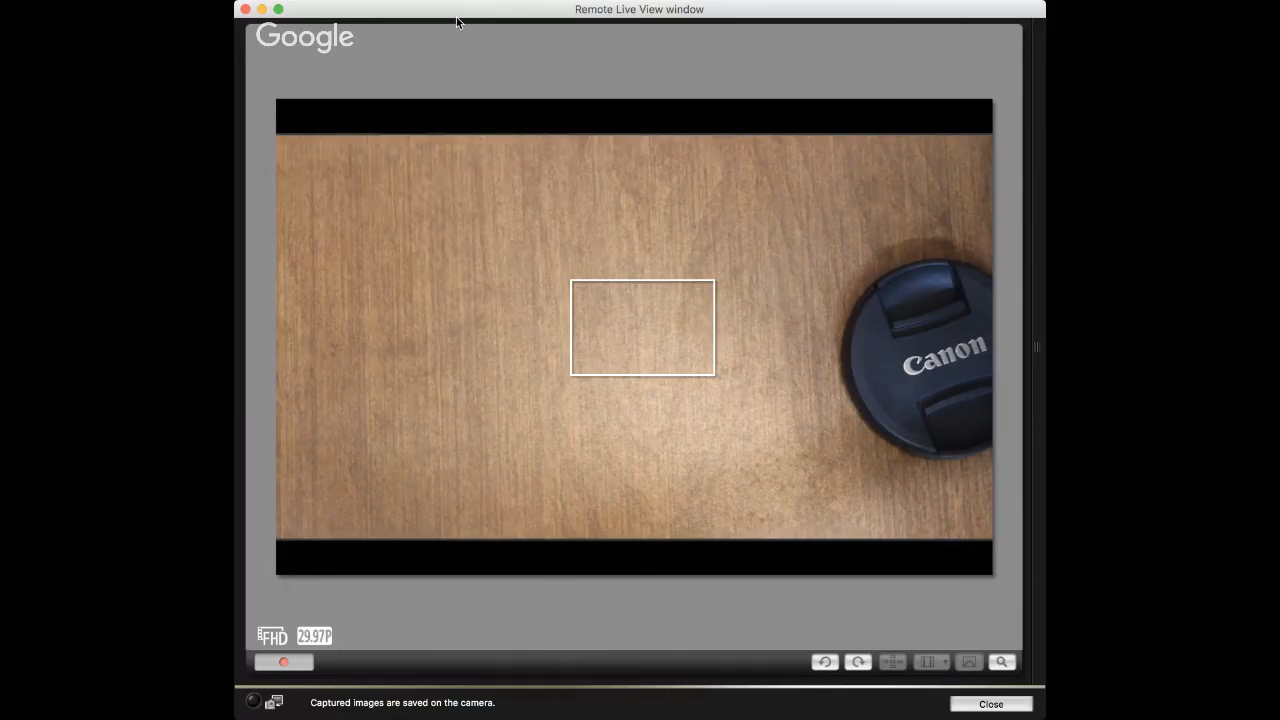 Remote Live View window
Google
Canon
FHD
29.97P
Captured images are saved on the camera.
Close